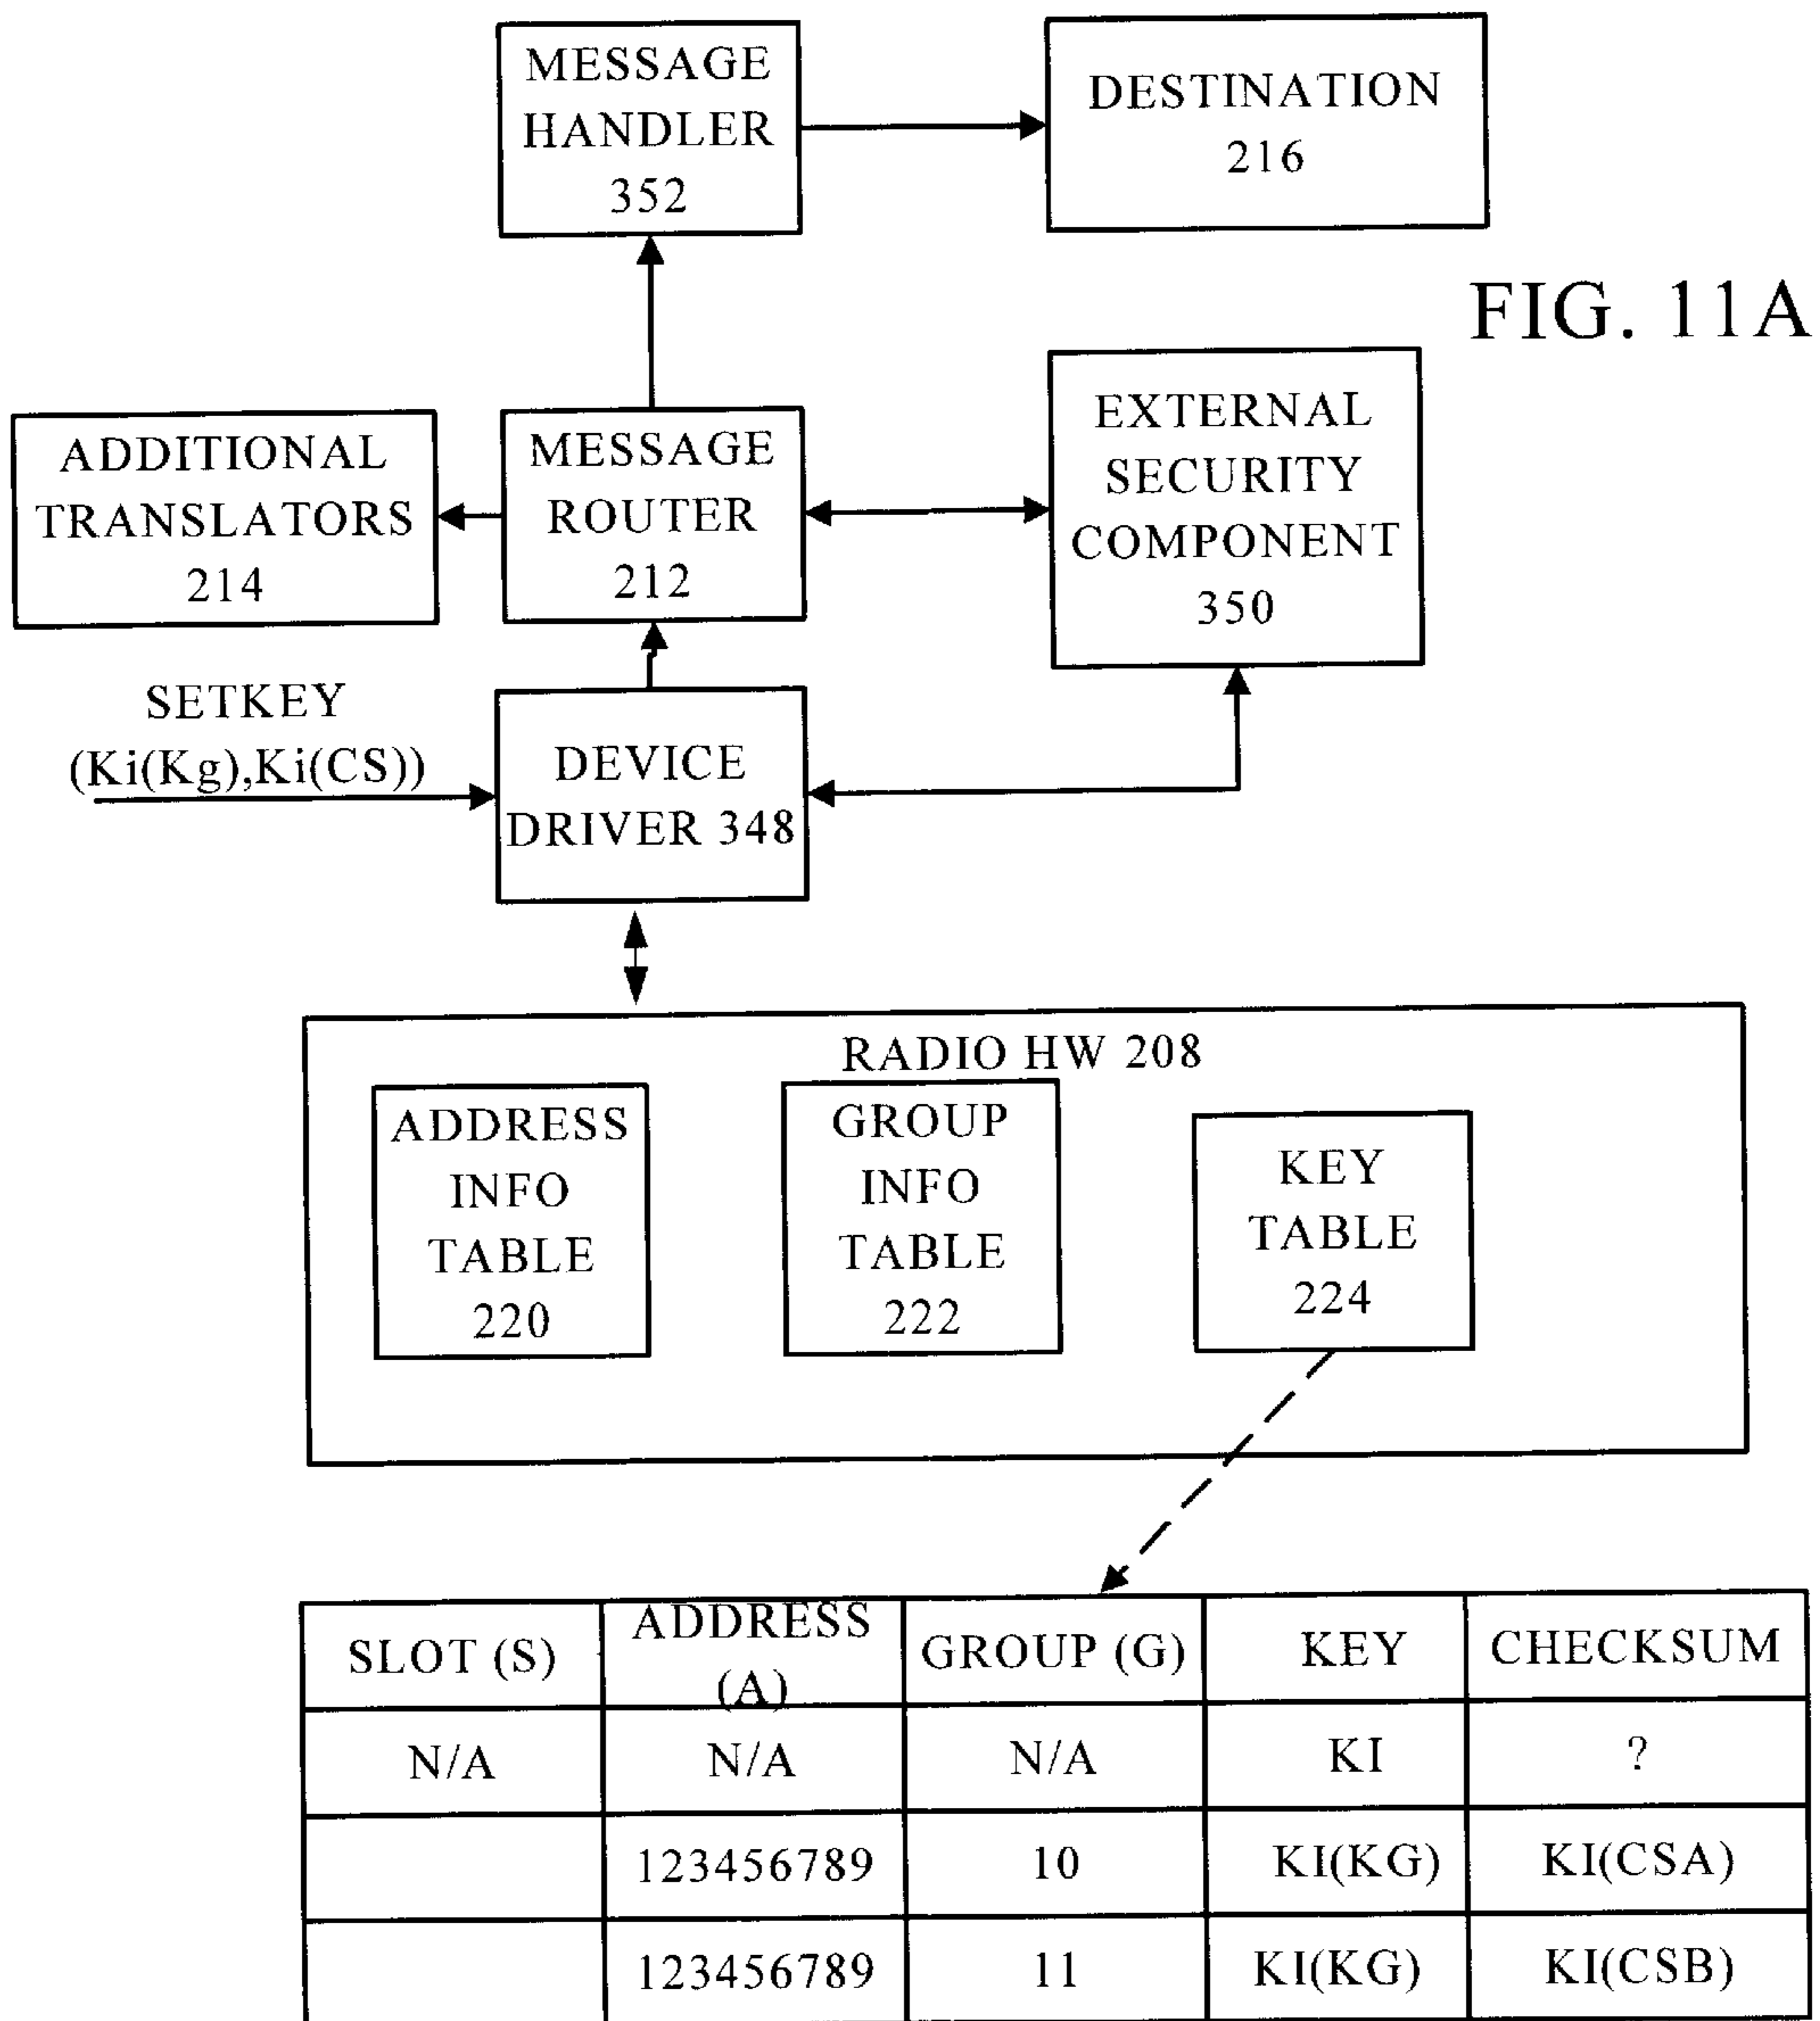 MESSAGE
HANDLER
352
DESTINATION
216
FIG. 11A
ADDITIONAL
TRANSLATORS
214
MESSAGE
ROUTER
212
EXTERNAL
SECURITY
COMPONENT
350
SETKEY
(Ki(Kg),Ki(CS))
DEVICE
DRIVER 348
RADIO HW 208
ADDRESS
INFO
TABLE
220
GROUP
INFO
TABLE
222
KEY
TABLE
224
SLOT (S) ADDRESS (A) GROUP (G) KEY CHECKSUM
N/A N/A N/A KI ?
123456789 10 KI(KG) KI(CSA)
123456789 11 KI(KG) KI(CSB)